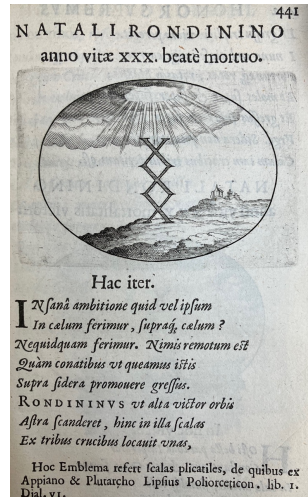 441
NATALI RONDININO
anno vitæ xxx. beatè mortuo.
Hac iter.
INſanâ ambitione quid vel ipſum
In cælum ferimur, ſupraq́, cælum ?
Nequidquam ferimur. Nimis remotum eſt
Quàm conatibus vt queamus iſtis
Supra ſidera promouere greſſus.
RONDININVS vt alta victor orbis
Aſtra ſcanderet, hinc in illa ſcalas
Ex tribus crucibus locauit vnas,
Hoc Emblema refert ſcalas plicatiles, de quibus ex
Appiano & Plutarcho Lipſius Poliorceticon. lib. 1.
Dial. vi.